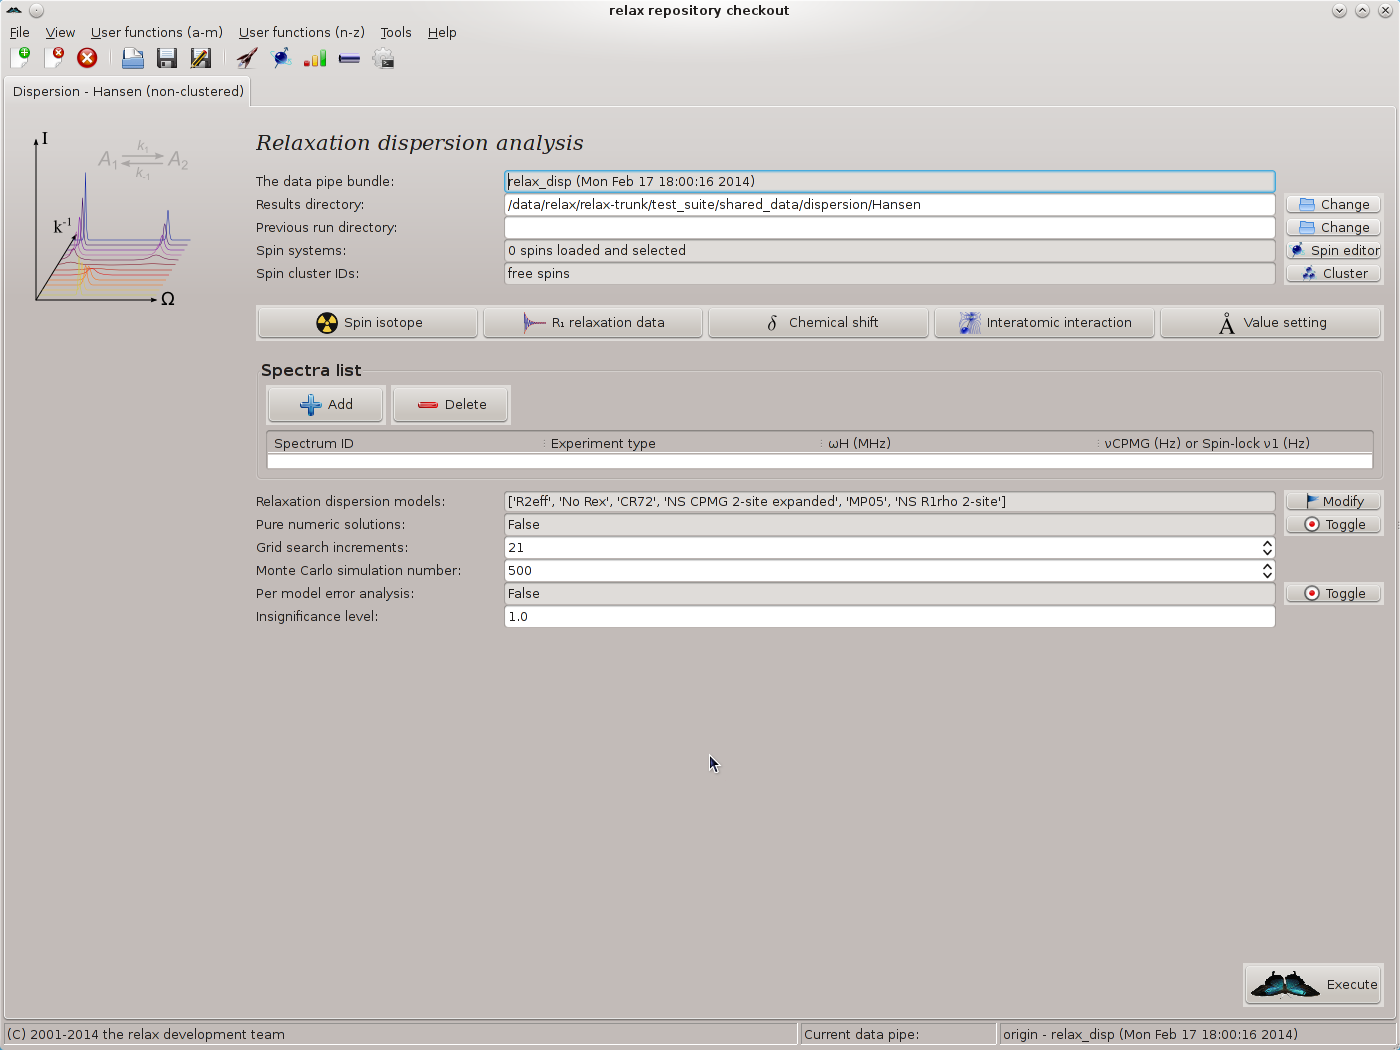 relax repository checkout
File View User functions (a-m) User functions (n-z) Tools Help
Dispersion - Hansen (non-clustered)
I
A1 k1 k-1 A2
k-1
Ω
Relaxation dispersion analysis
The data pipe bundle: relax_disp (Mon Feb 17 18:00:16 2014)
Results directory: /data/relax/relax-trunk/test_suite/shared_data/dispersion/Hansen Change
Previous run directory: Change
Spin systems: 0 spins loaded and selected Spin editor
Spin cluster IDs: free spins Cluster
Spin isotope R₁ relaxation data δ Chemical shift Interatomic interaction Å Value setting
Spectra list
Add Delete
Spectrum ID Experiment type ωH (MHz) νCPMG (Hz) or Spin-lock ν1 (Hz)
Relaxation dispersion models: ['R2eff', 'No Rex', 'CR72', 'NS CPMG 2-site expanded', 'MP05', 'NS R1rho 2-site'] Modify
Pure numeric solutions: False Toggle
Grid search increments: 21
Monte Carlo simulation number: 500
Per model error analysis: False Toggle
Insignificance level: 1.0
Execute
(C) 2001-2014 the relax development team Current data pipe: origin - relax_disp (Mon Feb 17 18:00:16 2014)